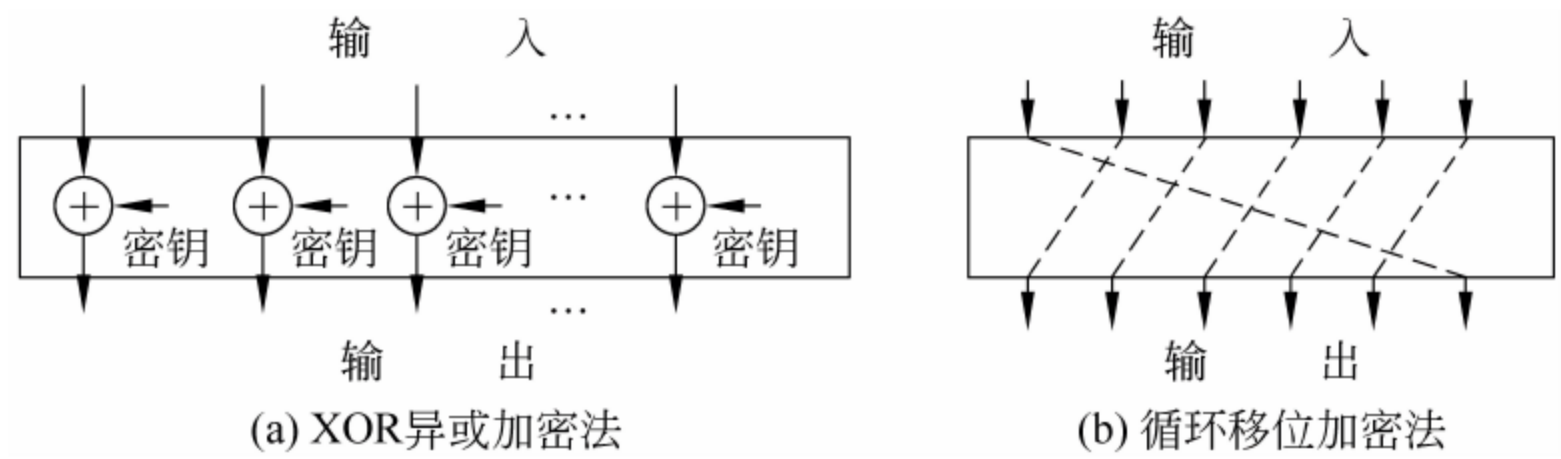 输 入
…
…
密钥 密钥 密钥 密钥
…
输 出
(a) XOR异或加密法
输 入
输 出
(b) 循环移位加密法